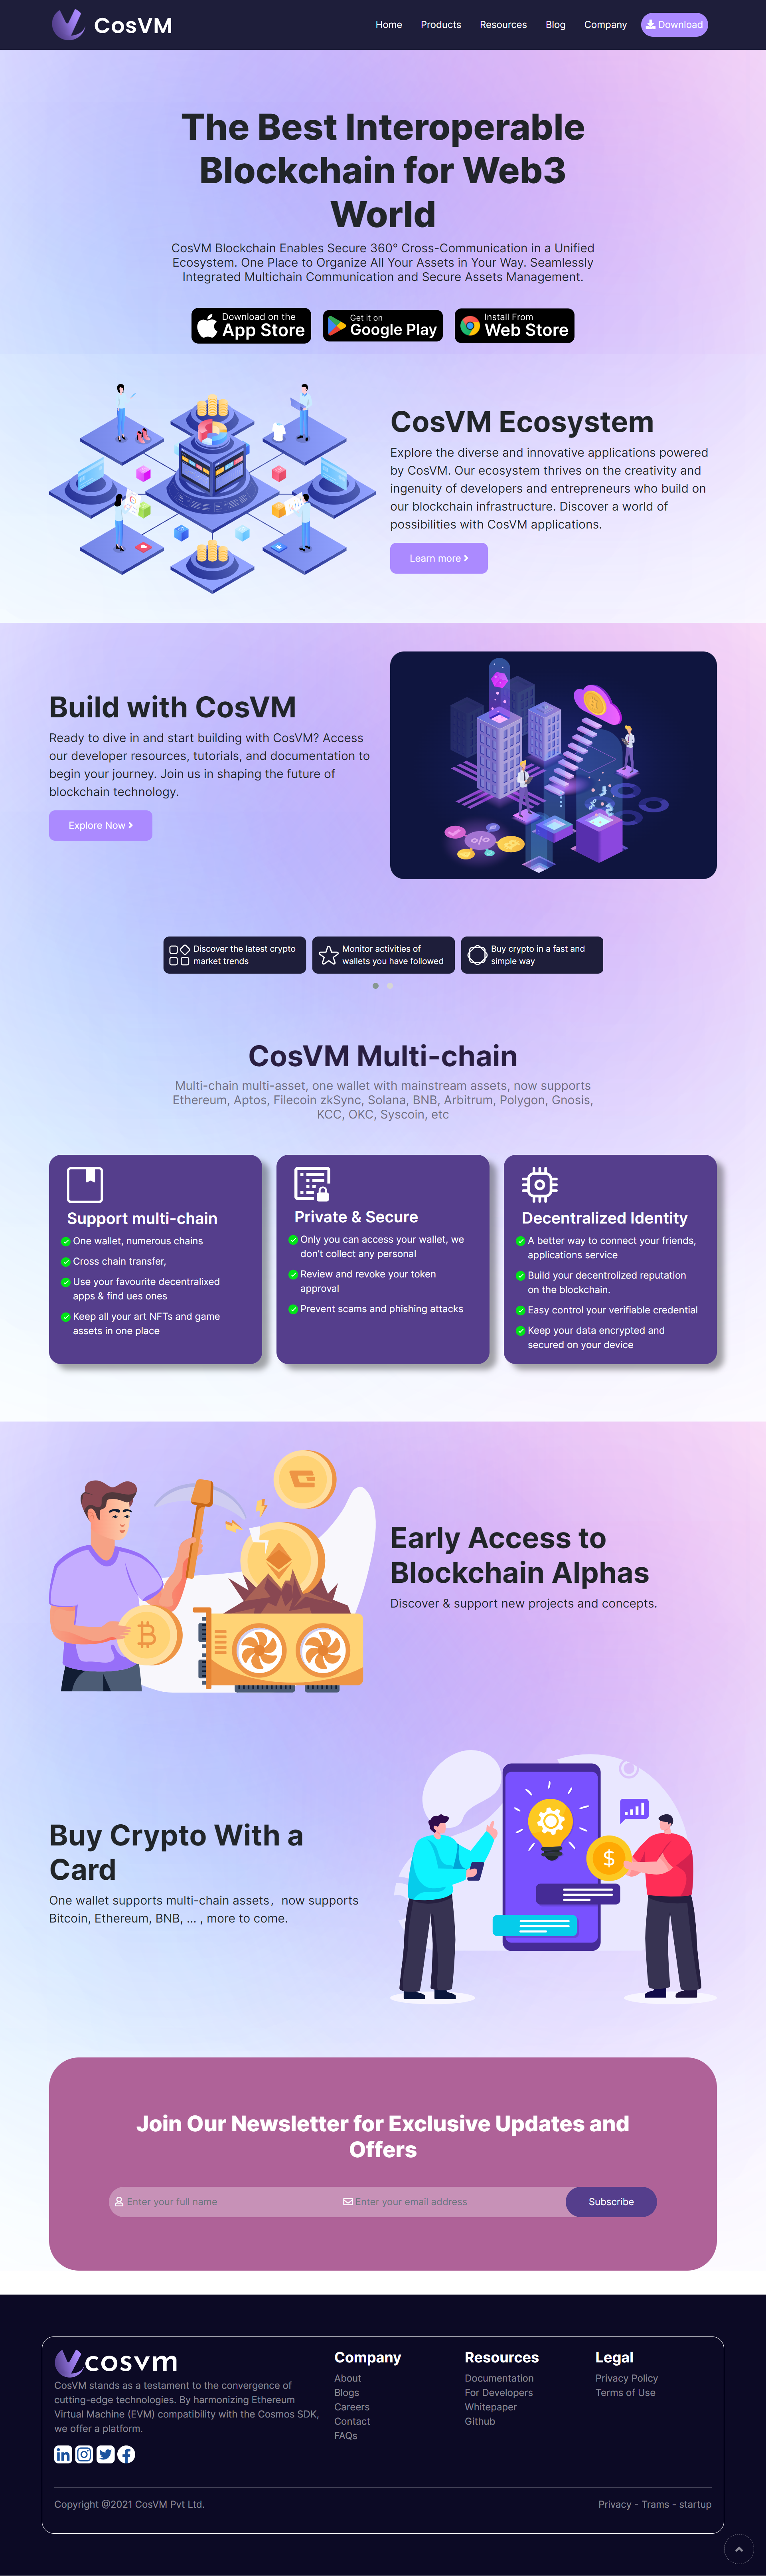 CosVM
Home Products Resources Blog Company Download
The Best Interoperable
Blockchain for Web3
World
CosVM Blockchain Enables Secure 360° Cross-Communication in a Unified
Ecosystem. One Place to Organize All Your Assets in Your Way. Seamlessly
Integrated Multichain Communication and Secure Assets Management.
Download on the
App Store
Get it on
Google Play
Install From
Web Store
CosVM Ecosystem
Explore the diverse and innovative applications powered
by CosVM. Our ecosystem thrives on the creativity and
ingenuity of developers and entrepreneurs who build on
our blockchain infrastructure. Discover a world of
possibilities with CosVM applications.
Learn more
Build with CosVM
Ready to dive in and start building with CosVM? Access
our developer resources, tutorials, and documentation to
begin your journey. Join us in shaping the future of
blockchain technology.
Explore Now
Discover the latest crypto
market trends
Monitor activities of
wallets you have followed
Buy crypto in a fast and
simple way
CosVM Multi-chain
Multi-chain multi-asset, one wallet with mainstream assets, now supports
Ethereum, Aptos, Filecoin zkSync, Solana, BNB, Arbitrum, Polygon, Gnosis,
KCC, OKC, Syscoin, etc
Support multi-chain
One wallet, numerous chains
Cross chain transfer,
Use your favourite decentralixed
apps & find ues ones
Keep all your art NFTs and game
assets in one place
Private & Secure
Only you can access your wallet, we
don't collect any personal
Review and revoke your token
approval
Prevent scams and phishing attacks
Decentralized Identity
A better way to connect your friends,
applications service
Build your decentrolized reputation
on the blockchain.
Easy control your verifiable credential
Keep your data encrypted and
secured on your device
Early Access to
Blockchain Alphas
Discover & support new projects and concepts.
Buy Crypto With a
Card
One wallet supports multi-chain assets，now supports
Bitcoin, Ethereum, BNB, ... , more to come.
Join Our Newsletter for Exclusive Updates and
Offers
Enter your full name
Enter your email address
Subscribe
cosvm
CosVM stands as a testament to the convergence of
cutting-edge technologies. By harmonizing Ethereum
Virtual Machine (EVM) compatibility with the Cosmos SDK,
we offer a platform.
Company
About
Blogs
Careers
Contact
FAQs
Resources
Documentation
For Developers
Whitepaper
Github
Legal
Privacy Policy
Terms of Use
Copyright @2021 CosVM Pvt Ltd.
Privacy - Trams - startup